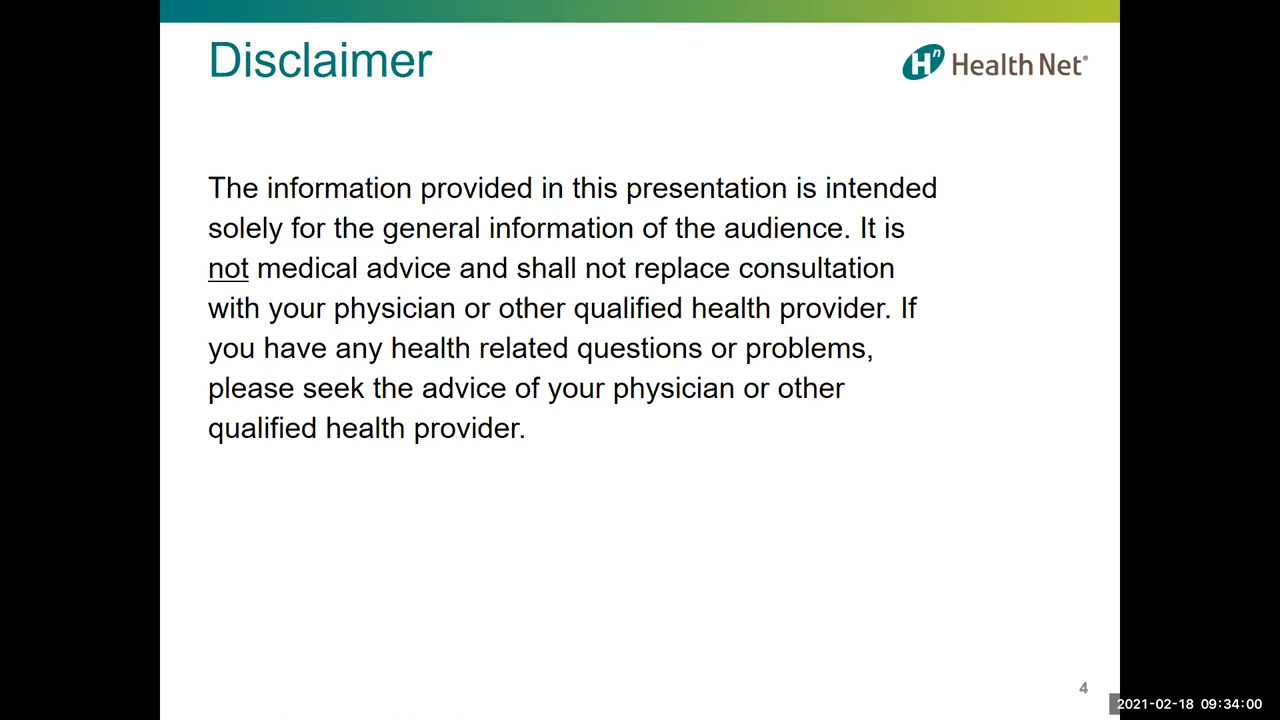 Disclaimer
Hn Health Net®
The information provided in this presentation is intended
solely for the general information of the audience. It is
not medical advice and shall not replace consultation
with your physician or other qualified health provider. If
you have any health related questions or problems,
please seek the advice of your physician or other
qualified health provider.
4
2021-02-18 09:34:00